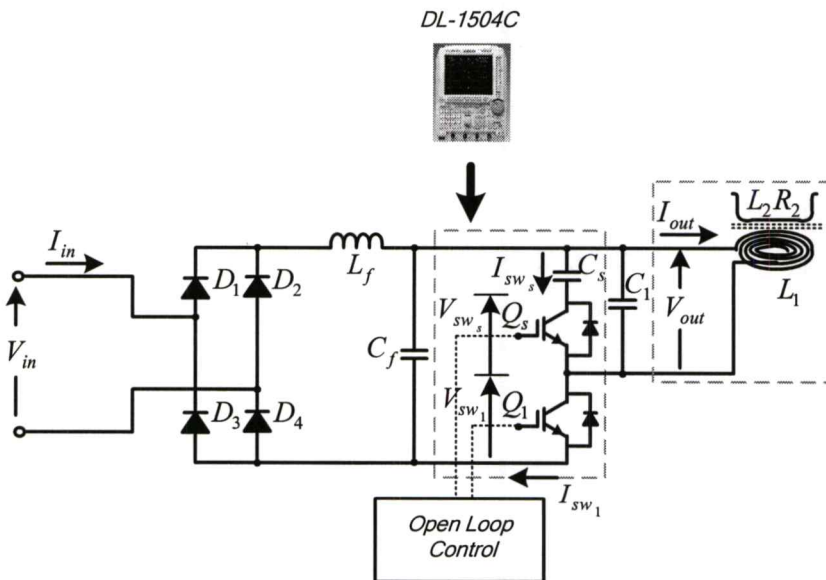 DL-1504C
L_2 R_2
I_out
I_in
D_1 D_2
L_f
I_sw_s
C_s
C_1
L_1
V_sw_s
Q_s
V_out
V_in
C_f
V_sw_1
Q_1
D_3 D_4
I_sw_1
Open Loop
Control